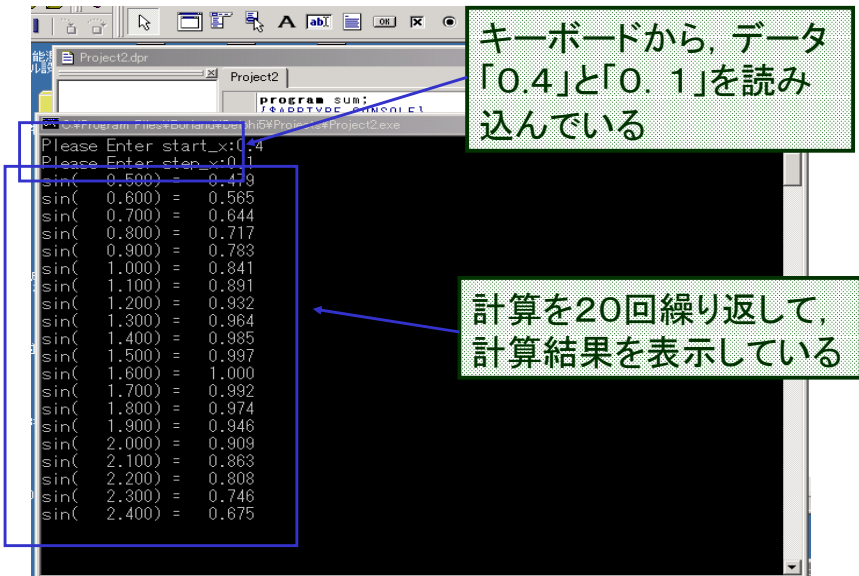 Project2.dpr
Project2
program sum;
{$APPTYPE CONSOLE}
C:¥Program Files¥Borland¥Delphi5¥Projects¥Project2.exe
Please Enter start_x:0.4
Please Enter step_x:0.1
sin( 0.500) = 0.479
sin( 0.600) = 0.565
sin( 0.700) = 0.644
sin( 0.800) = 0.717
sin( 0.900) = 0.783
sin( 1.000) = 0.841
sin( 1.100) = 0.891
sin( 1.200) = 0.932
sin( 1.300) = 0.964
sin( 1.400) = 0.985
sin( 1.500) = 0.997
sin( 1.600) = 1.000
sin( 1.700) = 0.992
sin( 1.800) = 0.974
sin( 1.900) = 0.946
sin( 2.000) = 0.909
sin( 2.100) = 0.863
sin( 2.200) = 0.808
sin( 2.300) = 0.746
sin( 2.400) = 0.675
キーボードから，データ
「0.4」と「0．1」を読み
込んでいる
計算を20回繰り返して，
計算結果を表示している